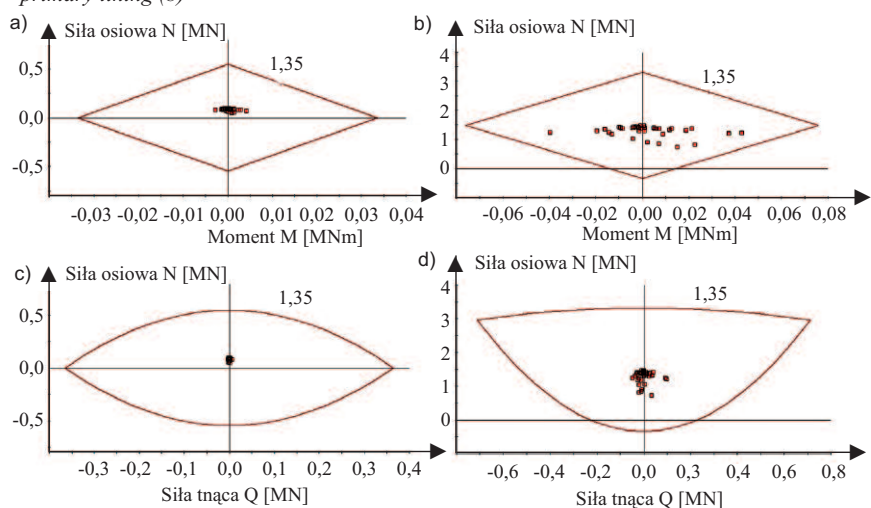 primary lining
a) Siła osiowa N [MN]
1,35
0,5
0,0
-0,5
-0,03 -0,02 -0,01 0,00 0,01 0,02 0,03 0,04
Moment M [MNm]
b) Siła osiowa N [MN]
1,35
4
3
2
1
0
-0,06 -0,04 -0,02 0,00 0,02 0,04 0,06 0,08
Moment M [MNm]
c) Siła osiowa N [MN]
1,35
0,5
0,0
-0,5
-0,3 -0,2 -0,1 0,0 0,1 0,2 0,3 0,4
Siła tnąca Q [MN]
d) Siła osiowa N [MN]
1,35
4
3
2
1
0
-0,6 -0,4 -0,2 0,0 0,2 0,4 0,6 0,8
Siła tnąca Q [MN]